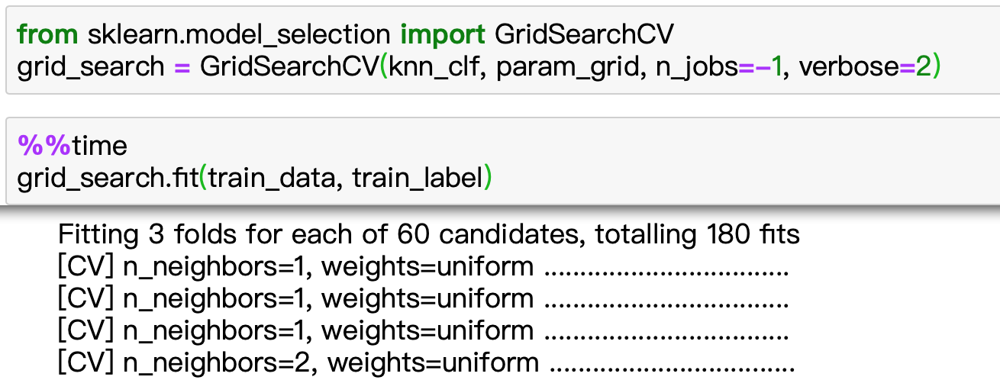 from sklearn.model_selection import GridSearchCV
grid_search = GridSearchCV(knn_clf, param_grid, n_jobs=-1, verbose=2)
%%time
grid_search.fit(train_data, train_label)
Fitting 3 folds for each of 60 candidates, totalling 180 fits
[CV] n_neighbors=1, weights=uniform .................................
[CV] n_neighbors=1, weights=uniform .................................
[CV] n_neighbors=1, weights=uniform .................................
[CV] n_neighbors=2, weights=uniform .................................